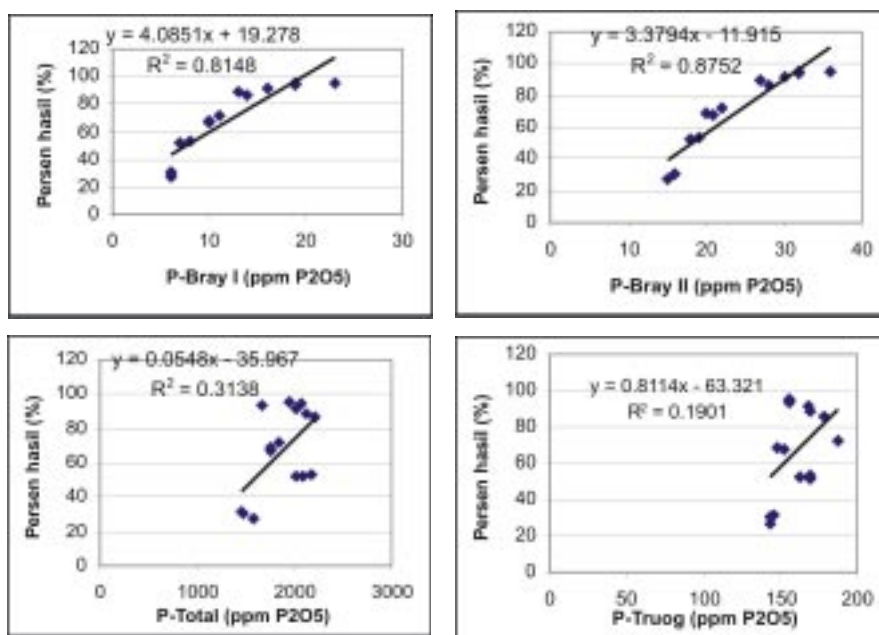 y = 4.0851x + 19.278
R² = 0.8148
Persen hasil (%)
120
100
80
60
40
20
0
0 10 20 30
P-Bray I (ppm P2O5)
y = 3.3794x - 11.915
R² = 0.8752
Persen hasil (%)
120
100
80
60
40
20
0
0 10 20 30 40
P-Bray II (ppm P2O5)
y = 0.0548x - 35.967
R² = 0.3138
Persen hasil (%)
120
100
80
60
40
20
0
0 1000 2000 3000
P-Total (ppm P2O5)
y = 0.8114x - 63.321
R² = 0.1901
Persen hasil (%)
120
100
80
60
40
20
0
0 50 100 150 200
P-Truog (ppm P2O5)